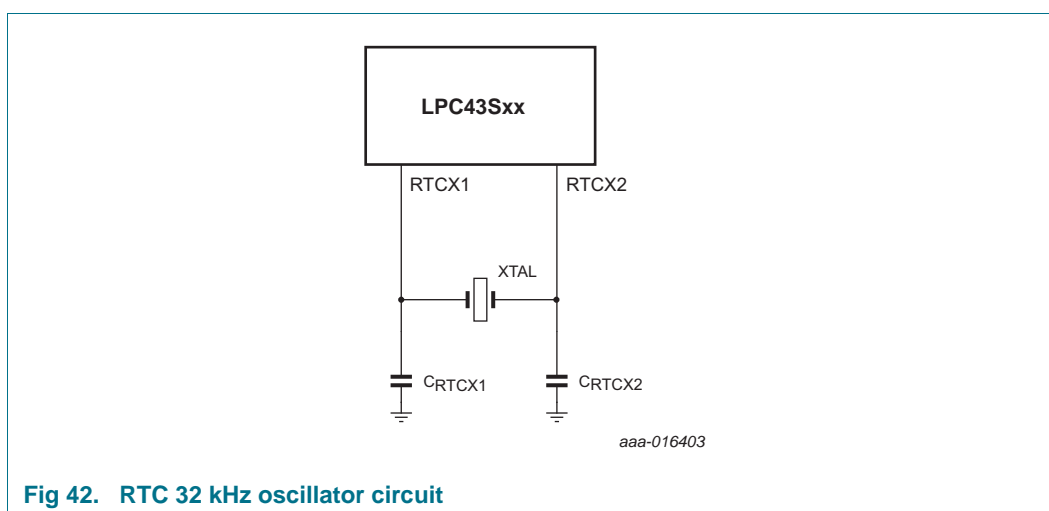 LPC43Sxx
RTCX1 RTCX2
XTAL
CRTCX1 CRTCX2
aaa-016403
Fig 42. RTC 32 kHz oscillator circuit